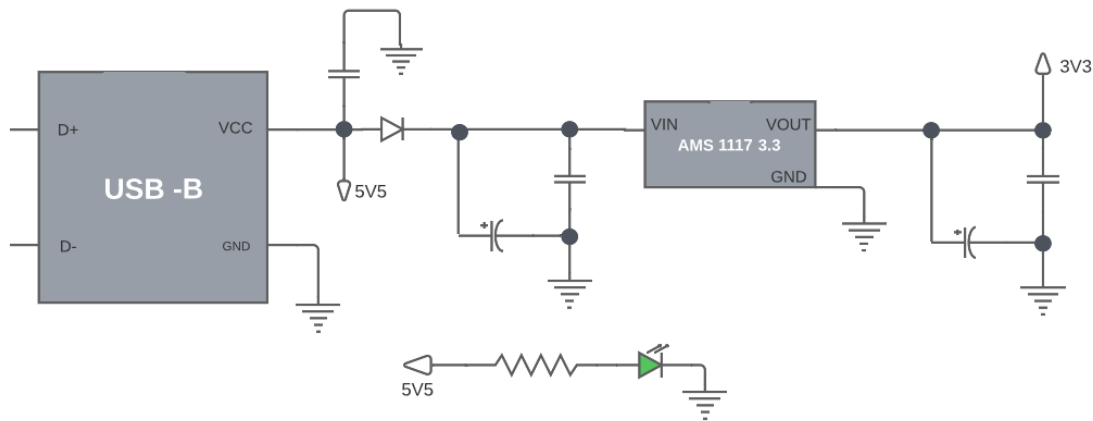 3V3
D+
VCC
VIN
VOUT
AMS 1117 3.3
USB -B
5V5
GND
D-
GND
5V5